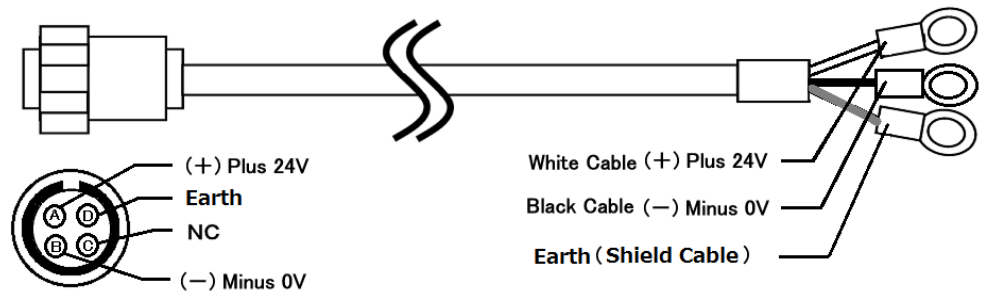 (+) Plus 24V
Earth
NC
(−) Minus 0V
A
D
B
C
White Cable (+) Plus 24V
Black Cable (−) Minus 0V
Earth (Shield Cable)